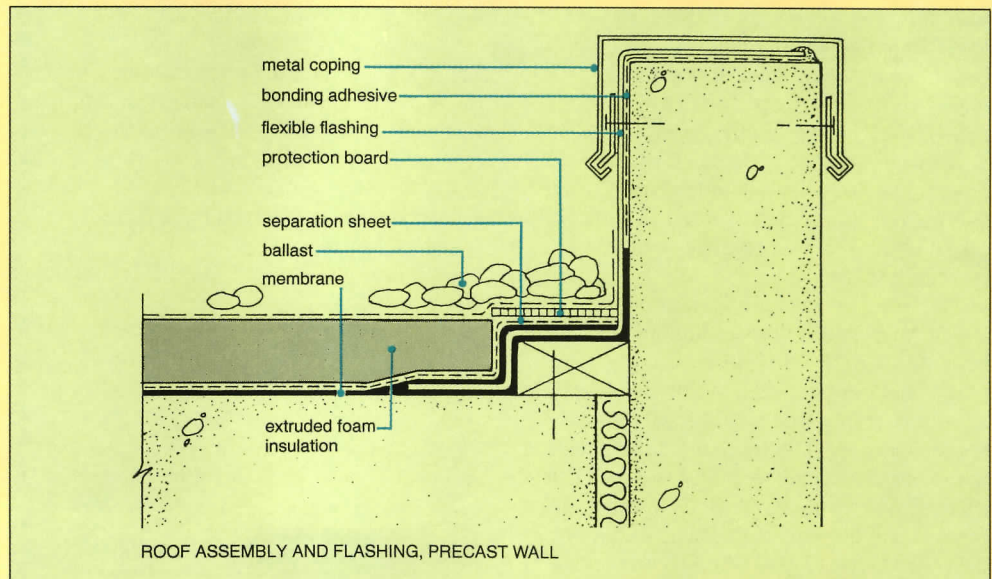 metal coping
bonding adhesive
flexible flashing
protection board
separation sheet
ballast
membrane
extruded foam
insulation
ROOF ASSEMBLY AND FLASHING, PRECAST WALL